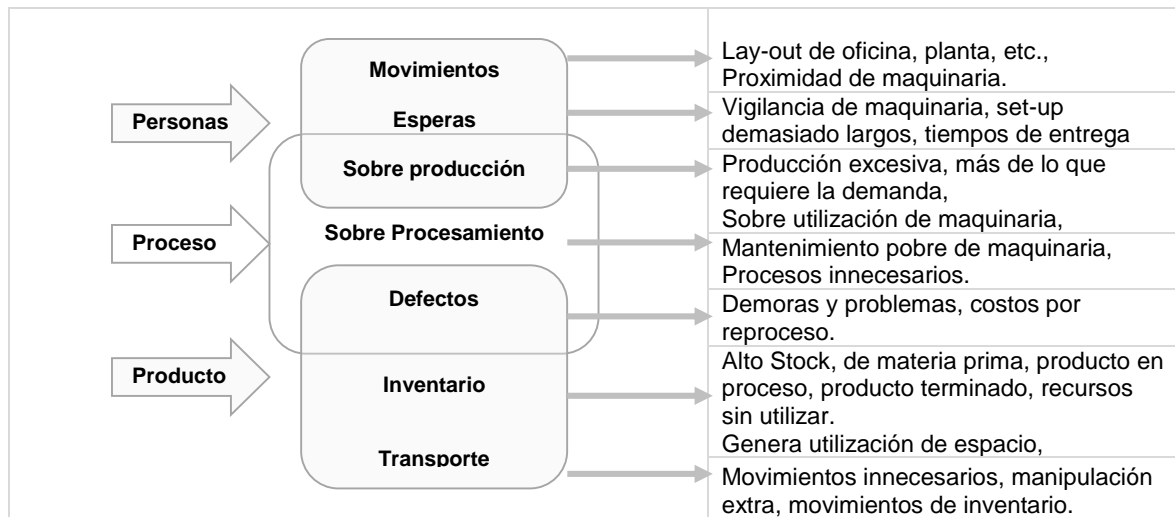 Personas
Proceso
Producto
Movimientos
Esperas
Sobre producción
Sobre Procesamiento
Defectos
Inventario
Transporte
Lay-out de oficina, planta, etc.,
Proximidad de maquinaria.
Vigilancia de maquinaria, set-up
demasiado largos, tiempos de entrega
Producción excesiva, más de lo que
requiere la demanda,
Sobre utilización de maquinaria,
Mantenimiento pobre de maquinaria,
Procesos innecesarios.
Demoras y problemas, costos por
reproceso.
Alto Stock, de materia prima, producto en
proceso, producto terminado, recursos
sin utilizar.
Genera utilización de espacio,
Movimientos innecesarios, manipulación
extra, movimientos de inventario.